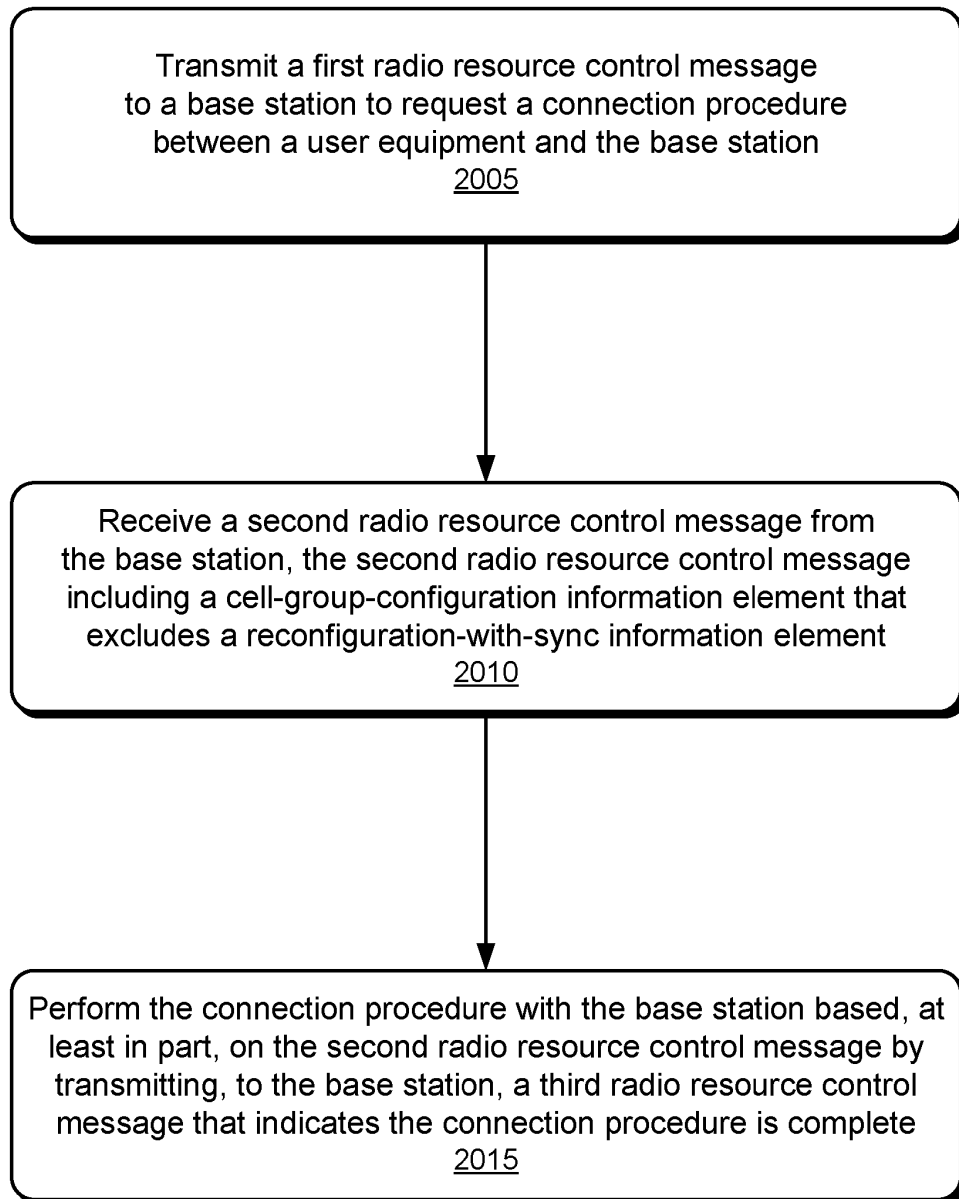 Transmit a first radio resource control message
to a base station to request a connection procedure
between a user equipment and the base station
2005
Receive a second radio resource control message from
the base station, the second radio resource control message
including a cell-group-configuration information element that
excludes a reconfiguration-with-sync information element
2010
Perform the connection procedure with the base station based, at
least in part, on the second radio resource control message by
transmitting, to the base station, a third radio resource control
message that indicates the connection procedure is complete
2015